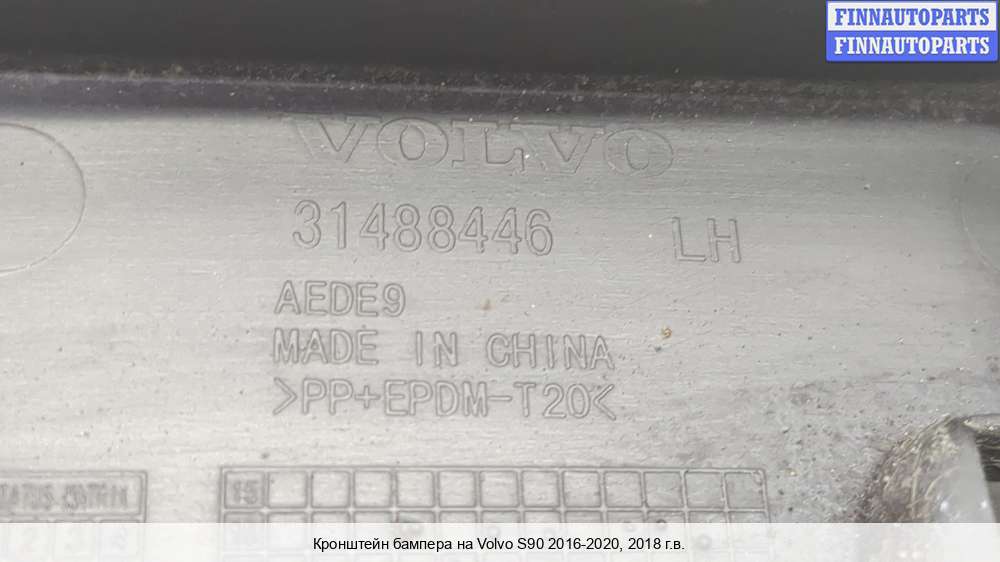 FINNAUTOPARTS
FINNAUTOPARTS
VOLVO
31488446 LH
AEDE9
MADE IN CHINA
>PP+EPDM-T20<
15
Кронштейн бампера на Volvo S90 2016-2020, 2018 г.в.